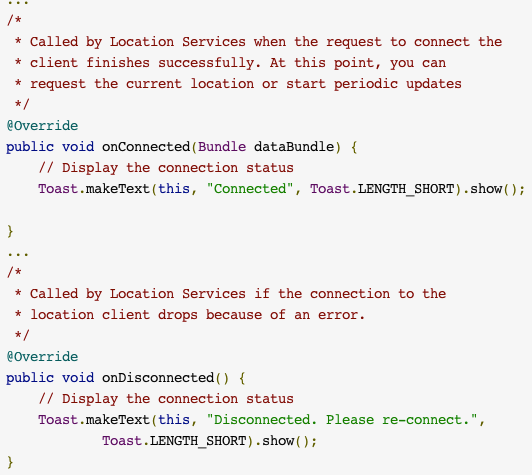 ...
/*
 * Called by Location Services when the request to connect the
 * client finishes successfully. At this point, you can
 * request the current location or start periodic updates
 */
@Override
public void onConnected(Bundle dataBundle) {
    // Display the connection status
    Toast.makeText(this, "Connected", Toast.LENGTH_SHORT).show();

}
...
/*
 * Called by Location Services if the connection to the
 * location client drops because of an error.
 */
@Override
public void onDisconnected() {
    // Display the connection status
    Toast.makeText(this, "Disconnected. Please re-connect.",
            Toast.LENGTH_SHORT).show();
}